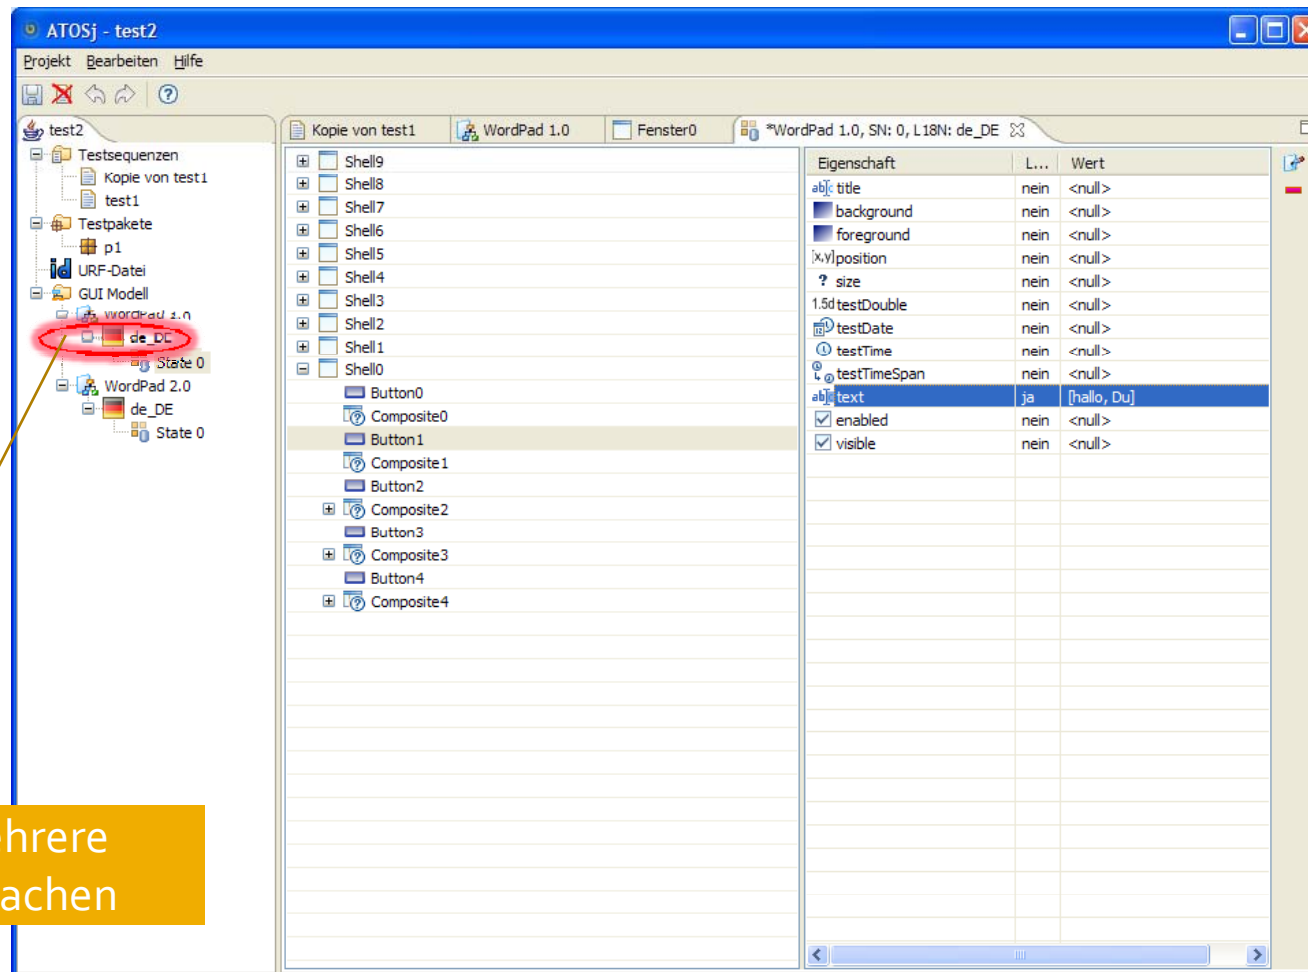 ATOSj - test2
Projekt Bearbeiten Hilfe
test2
Testsequenzen
Kopie von test1
test1
Testpakete
p1
id URF-Datei
GUI Modell
WordPad 1.0
de_DE
State 0
WordPad 2.0
de_DE
State 0
Kopie von test1
WordPad 1.0
Fenster0
*WordPad 1.0, SN: 0, L18N: de_DE
Shell9
Shell8
Shell7
Shell6
Shell5
Shell4
Shell3
Shell2
Shell1
Shell0
Button0
Composite0
Button1
Composite1
Button2
Composite2
Button3
Composite3
Button4
Composite4
Eigenschaft L... Wert
title nein <null>
background nein <null>
foreground nein <null>
[x,y] position nein <null>
? size nein <null>
1.5d testDouble nein <null>
testDate nein <null>
testTime nein <null>
testTimeSpan nein <null>
text ja [hallo, Du]
enabled nein <null>
visible nein <null>
ehrere
achen